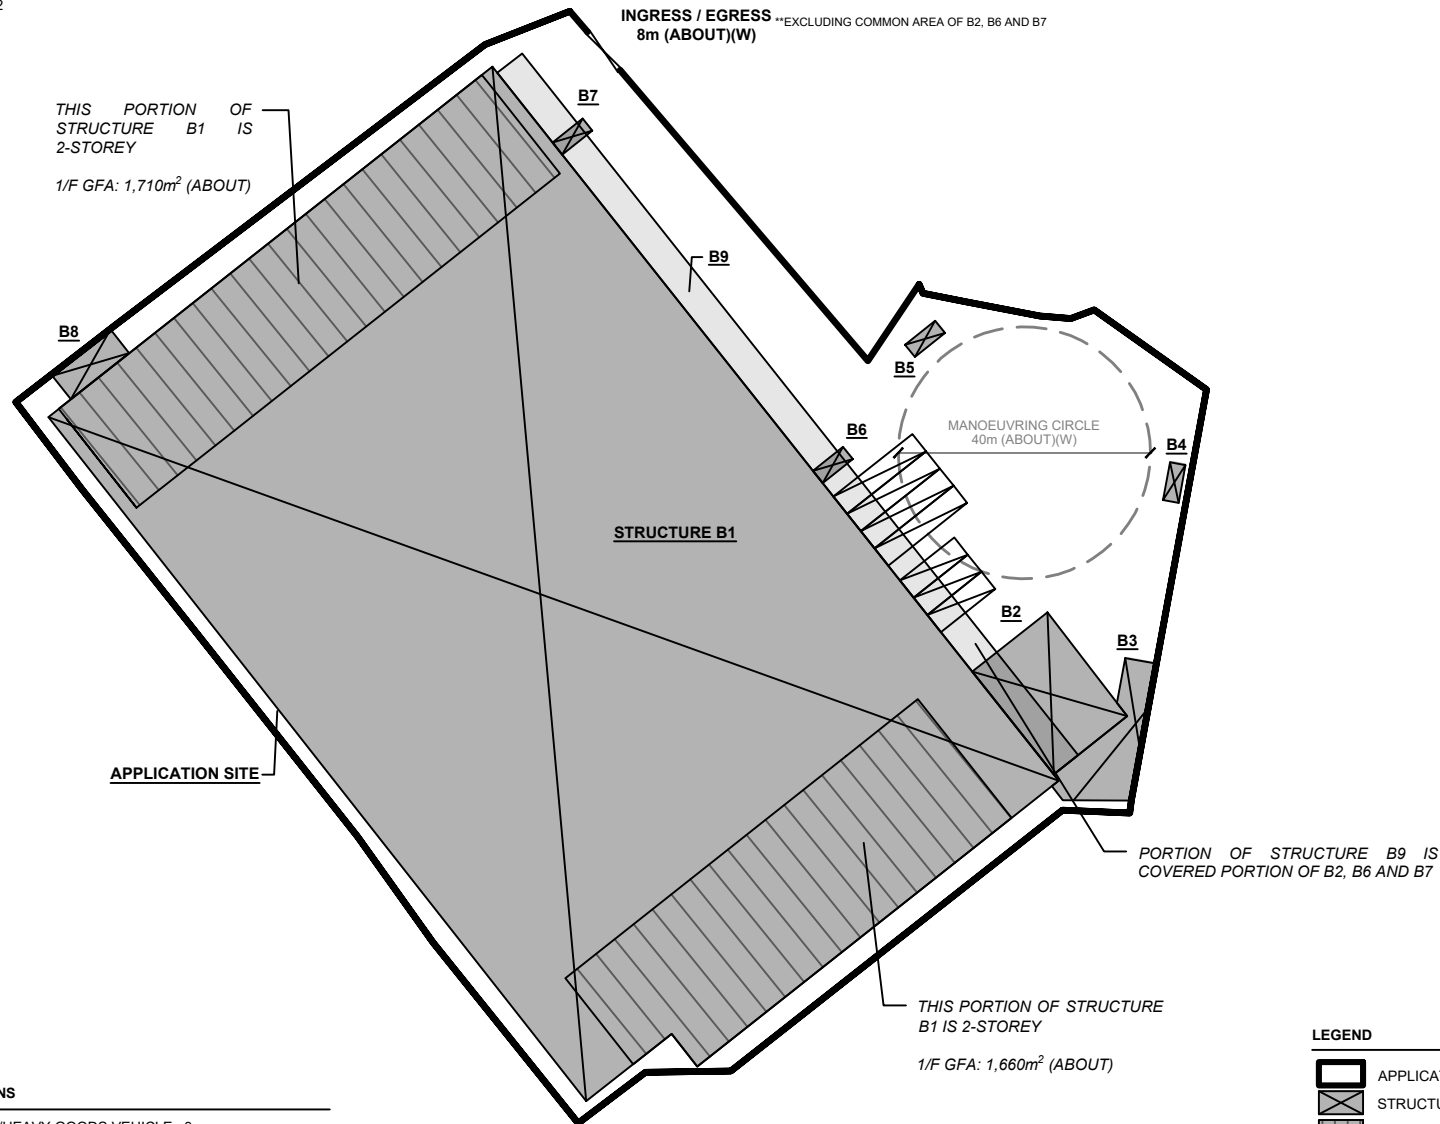 INGRESS / EGRESS
8m (ABOUT)(W)
**EXCLUDING COMMON AREA OF B2, B6 AND B7
THIS PORTION OF
STRUCTURE B1 IS
2-STOREY
1/F GFA: 1,710m² (ABOUT)
B7
B9
B8
B5
MANOEUVRING CIRCLE
40m (ABOUT)(W)
B6
B4
STRUCTURE B1
B2
B3
APPLICATION SITE
PORTION OF STRUCTURE B9 IS
COVERED PORTION OF B2, B6 AND B7
THIS PORTION OF STRUCTURE
B1 IS 2-STOREY
1/F GFA: 1,660m² (ABOUT)
LEGEND